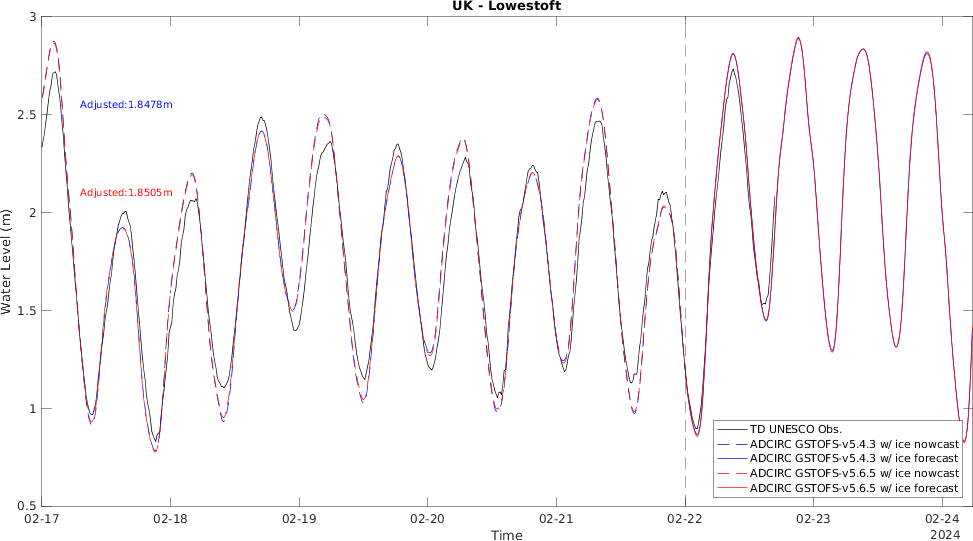 UK - Lowestoft
3
2.5
2
1.5
1
0.5
Water Level (m)
Adjusted:1.8478m
Adjusted:1.8505m
TD UNESCO Obs.
ADCIRC GSTOFS-v5.4.3 w/ ice nowcast
ADCIRC GSTOFS-v5.4.3 w/ ice forecast
ADCIRC GSTOFS-v5.6.5 w/ ice nowcast
ADCIRC GSTOFS-v5.6.5 w/ ice forecast
02-17 02-18 02-19 02-20 02-21 02-22 02-23 02-24
Time
2024